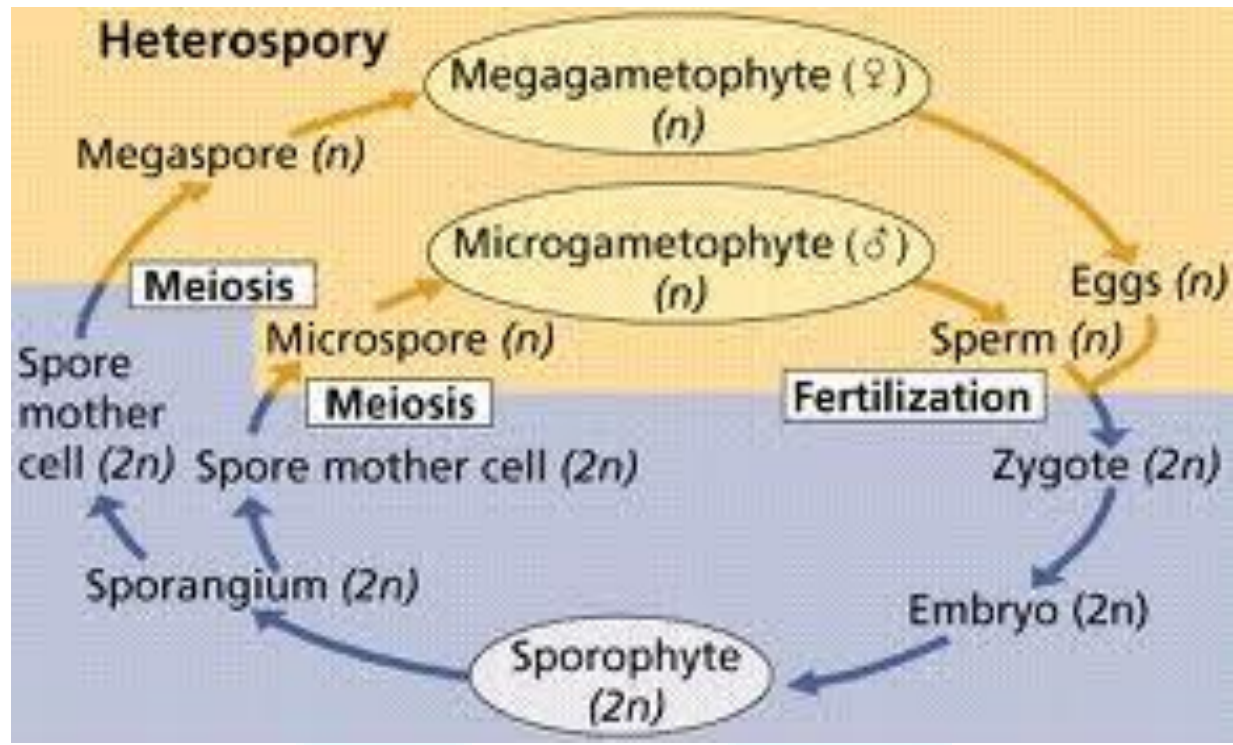 Heterospory
Megagametophyte (♀)
(n)
Megaspore (n)
Microgametophyte (♂)
(n)
Meiosis
Eggs (n)
Microspore (n)
Sperm (n)
Spore
mother
cell (2n)
Meiosis
Fertilization
Spore mother cell (2n)
Zygote (2n)
Sporangium (2n)
Embryo (2n)
Sporophyte
(2n)